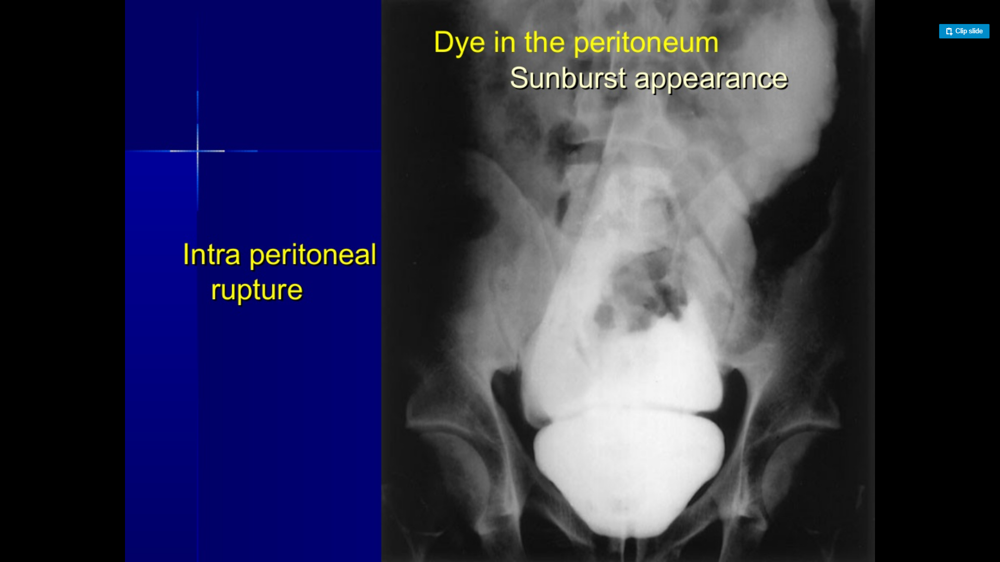 Dye in the peritoneum
Sunburst appearance
Clip slide
Intra peritoneal
rupture